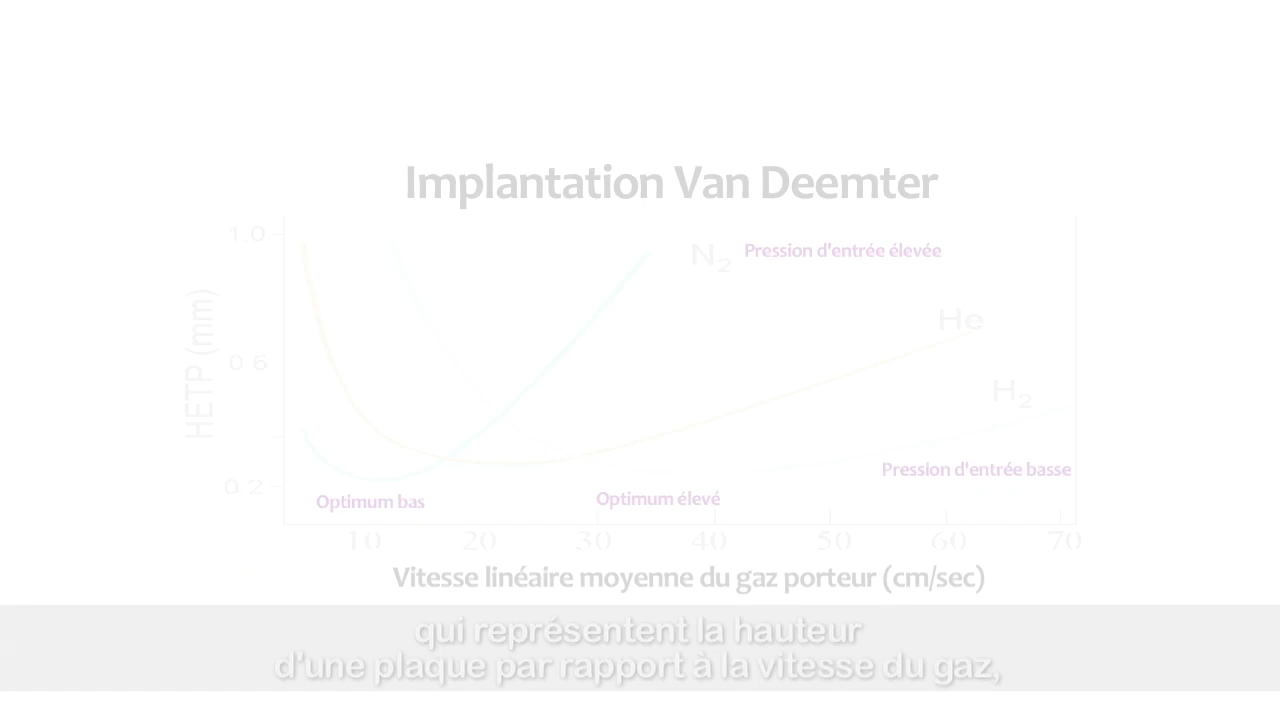 Implantation Van Deemter
1.0
N2
Pression d'entrée élevée
He
HETP (mm)
0 6
H2
Pression d'entrée basse
0 2
Optimum bas
Optimum élevé
10 20 30 40 50 60 70
Vitesse linéaire moyenne du gaz porteur (cm/sec)
qui représentent la hauteur
d'une plaque par rapport à la vitesse du gaz,